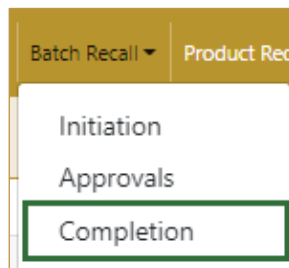 Batch Recall Product Rec
Initiation
Approvals
Completion